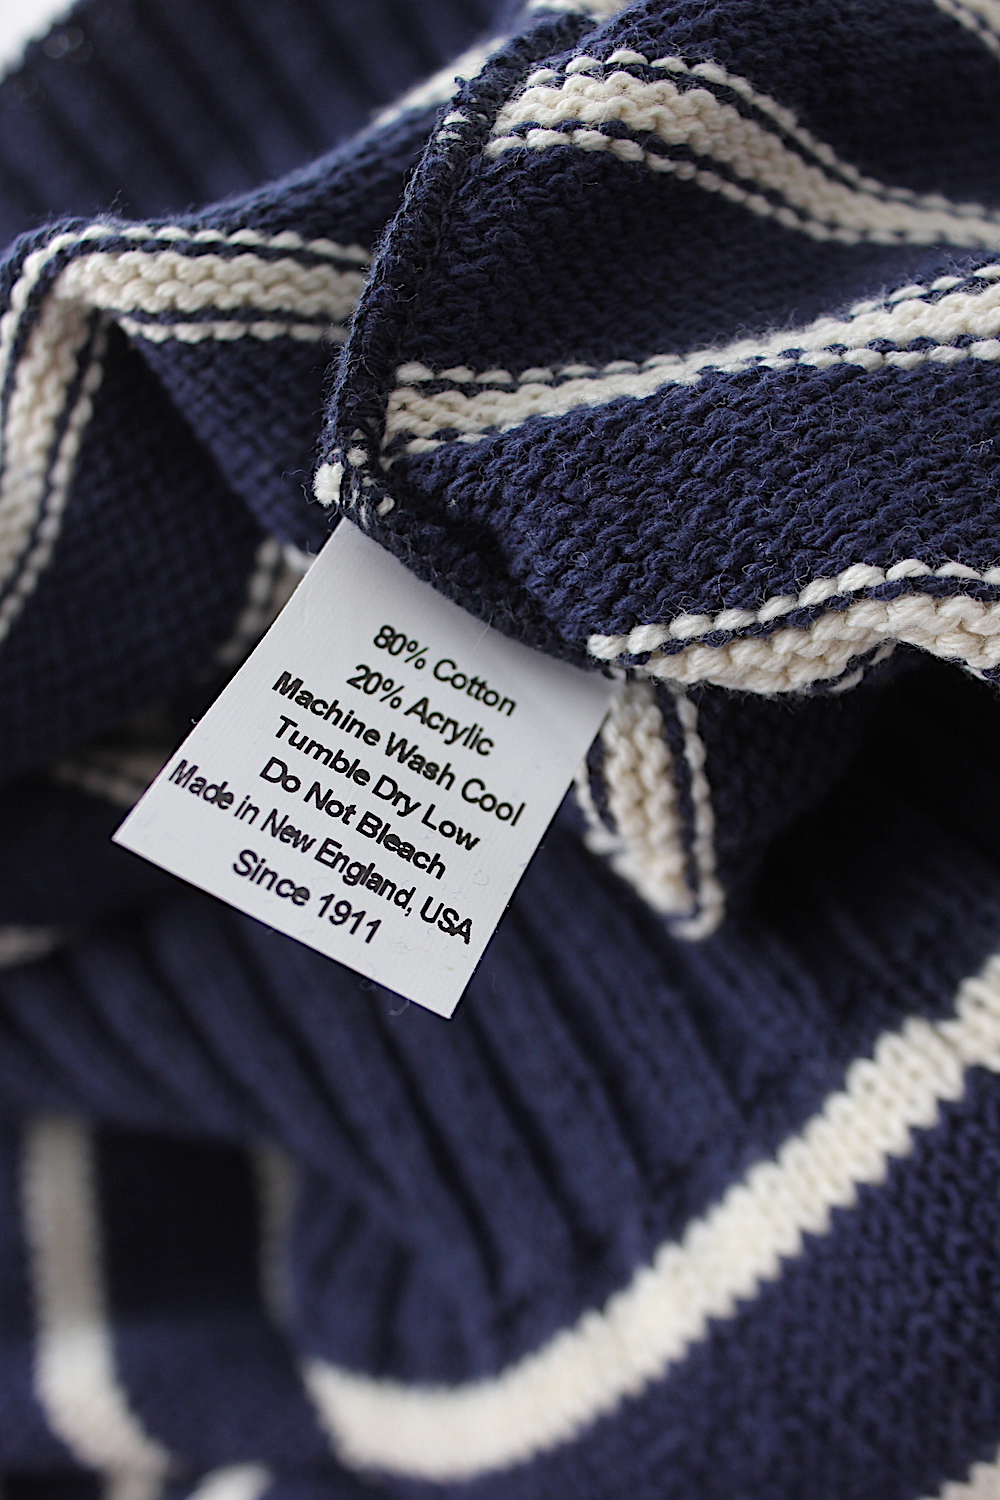 80% Cotton
20% Acrylic
Machine Wash Cool
Tumble Dry Low
Do Not Bleach
Made in New England, USA
Since 1911